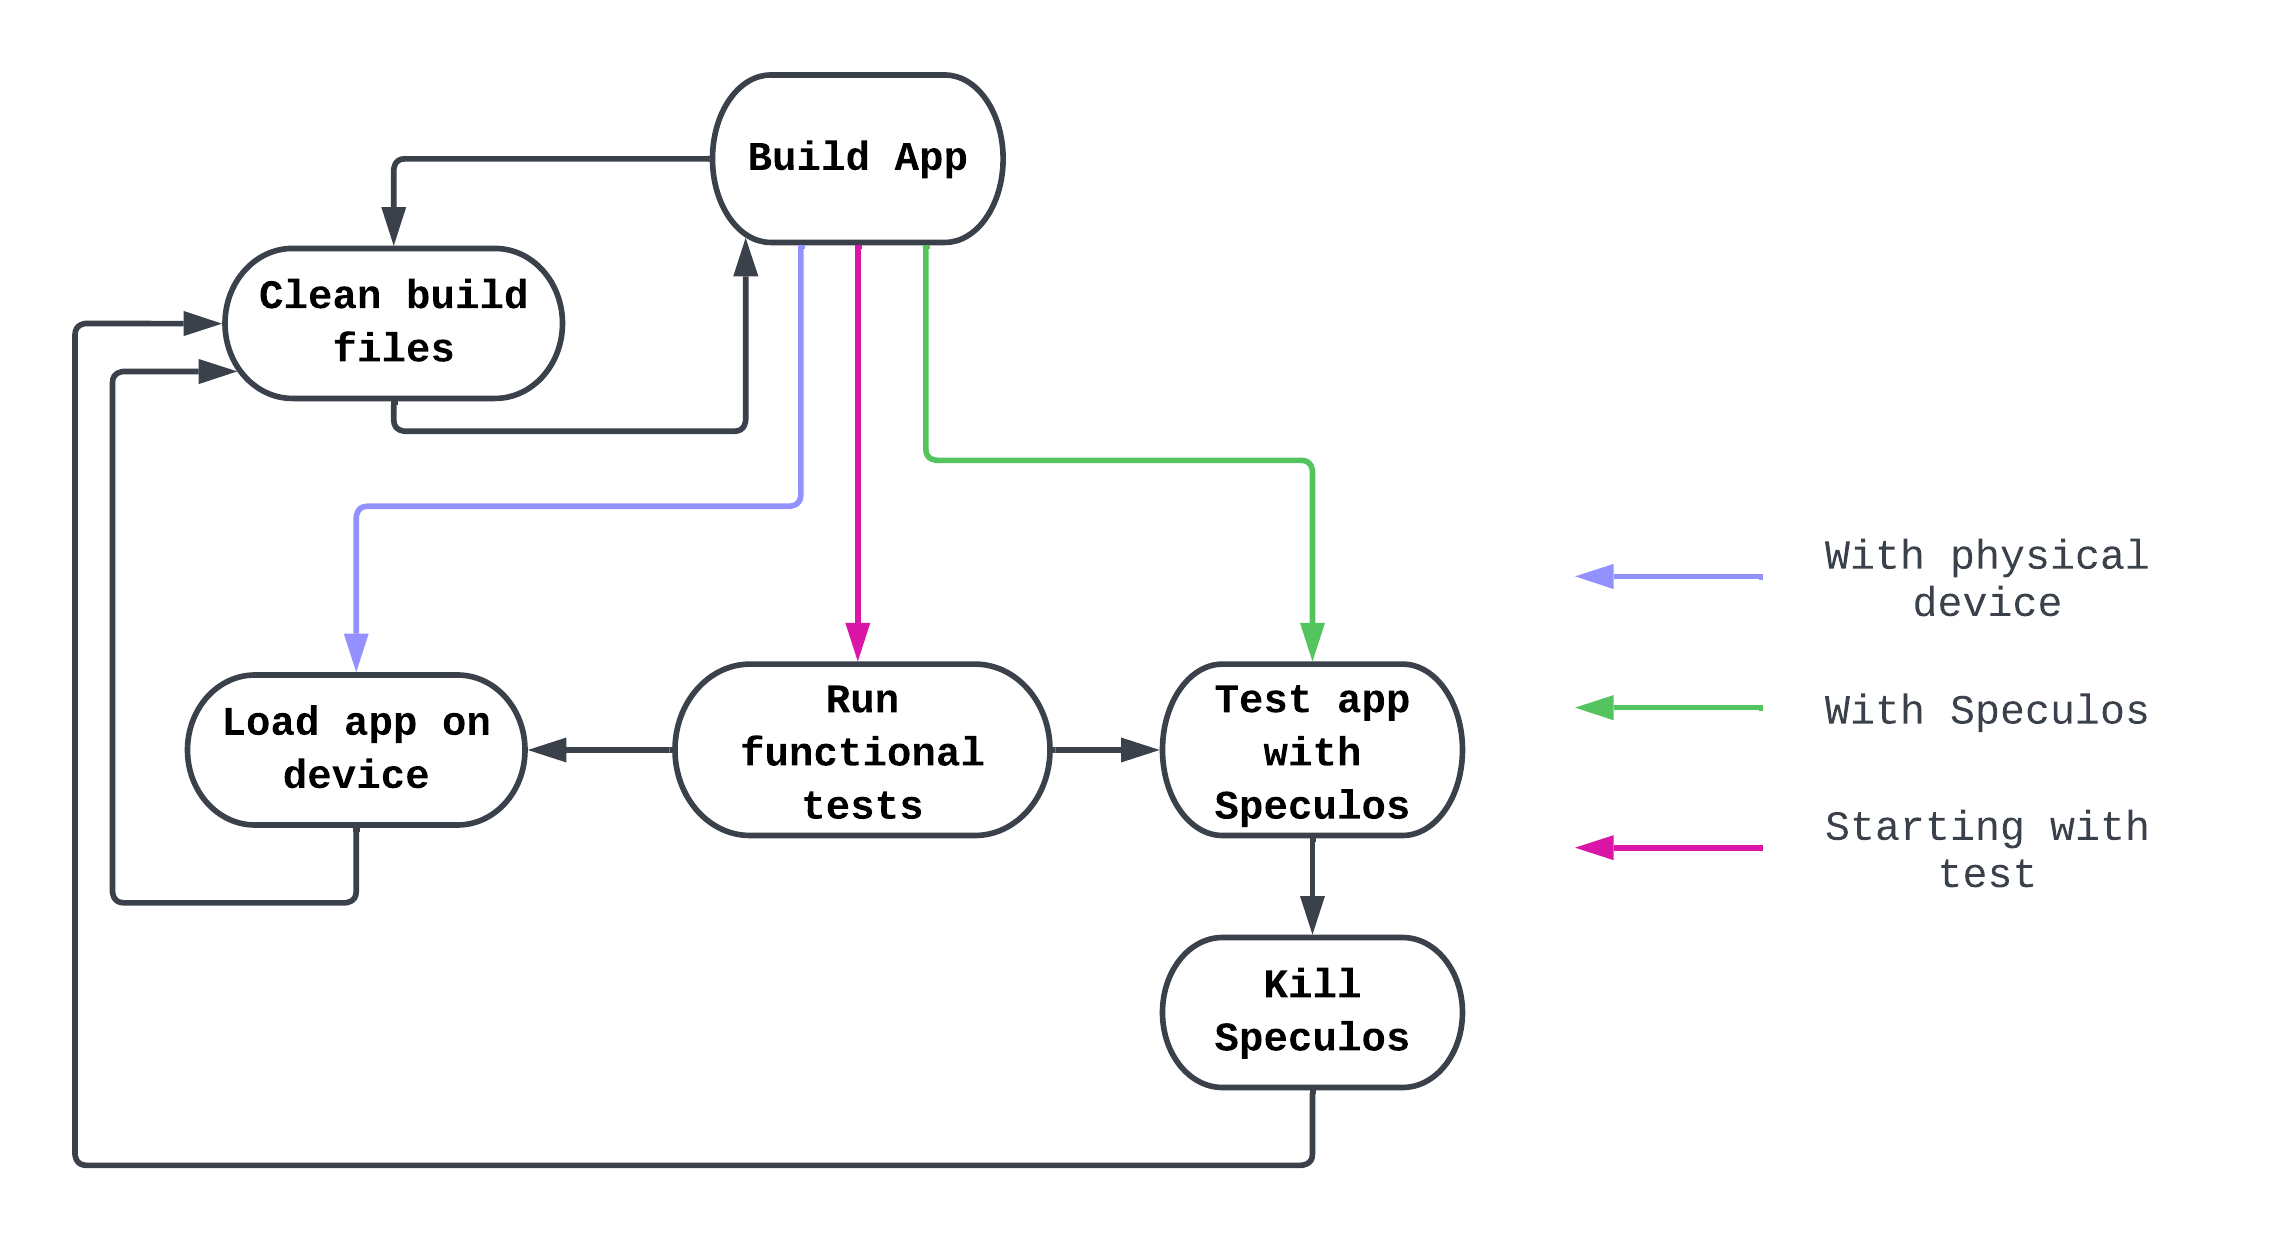 Build App
Clean build
files
With physical
device
Load app on
device
Run
functional
tests
Test app
with
Speculos
With Speculos
Starting with
test
Kill
Speculos